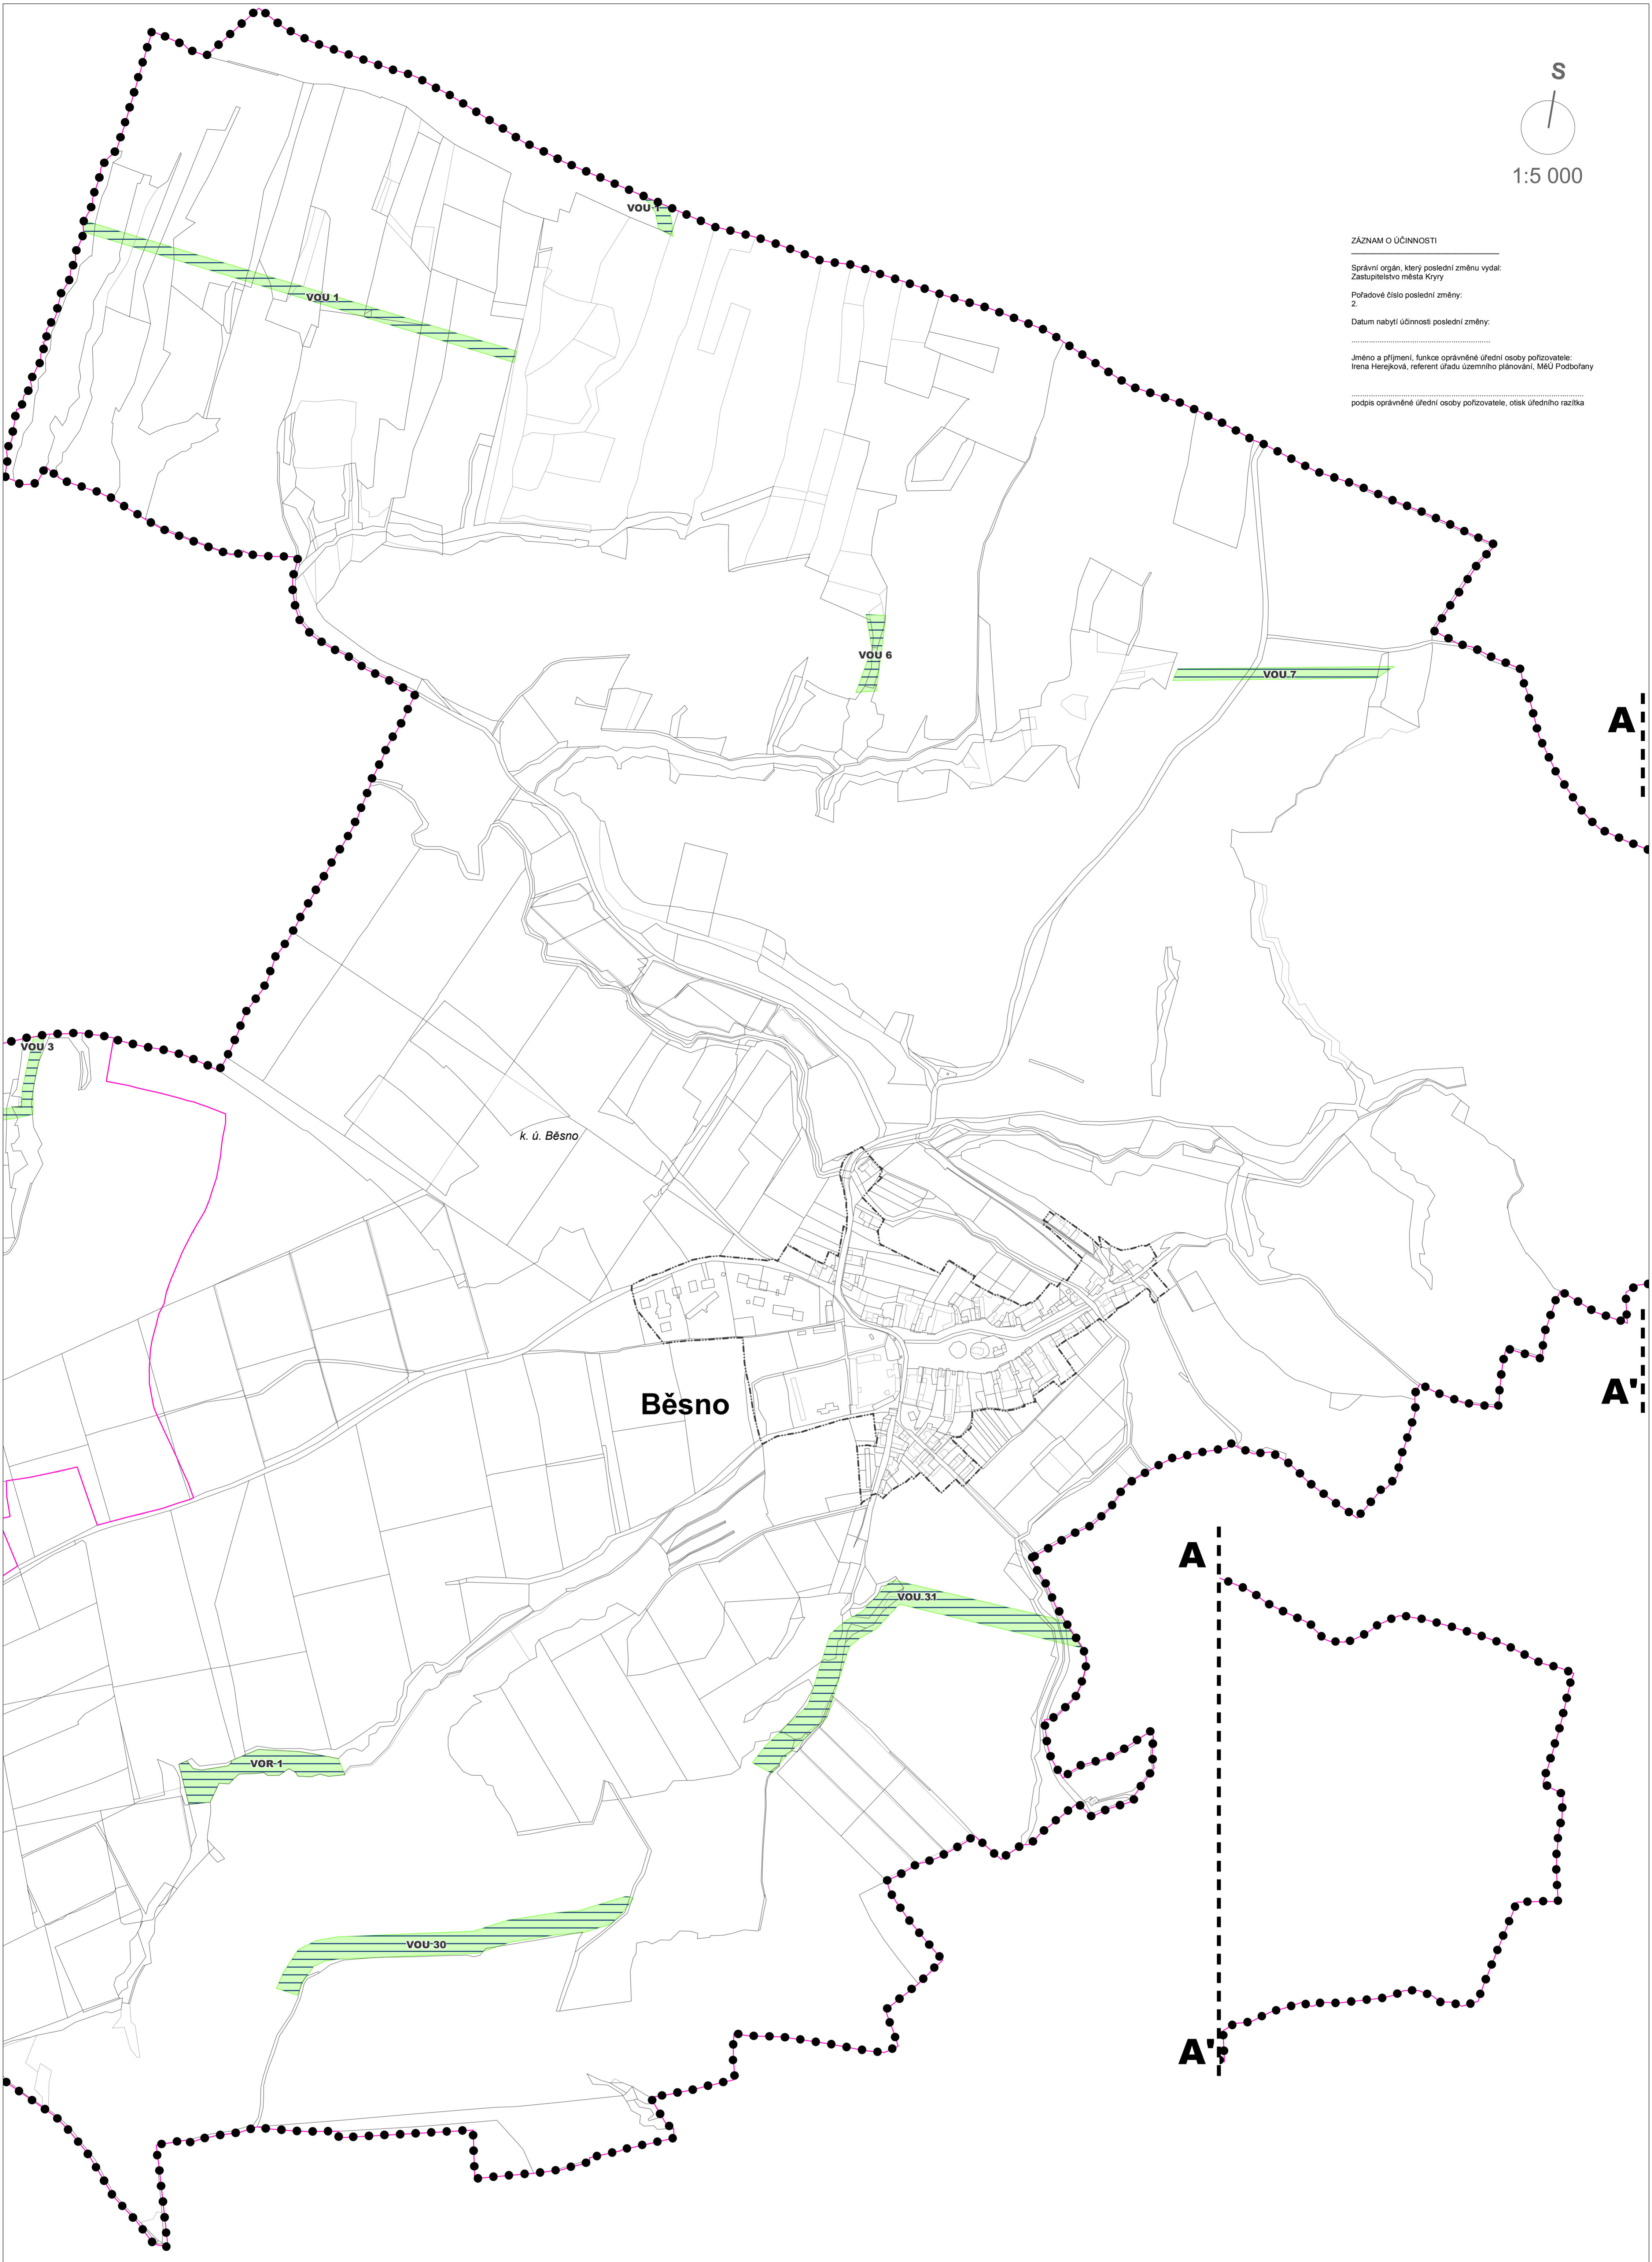 S
1:5 000
ZÁZNAM O ÚČINNOSTI
Správní orgán, který poslední změnu vydal:
Zastupitelstvo města Kryry
Pořadové číslo poslední změny:
2.
Datum nabytí účinnosti poslední změny:
Jméno a příjmení, funkce oprávněné úřední osoby pořizovatele:
Irena Herejková, referent úřadu územního plánování, MěÚ Podbořany
podpis oprávněné úřední osoby pořizovatele, otisk úředního razítka
VOU 1
VOU 1
VOU 6
VOU 7
A
VOU 3
k. ú. Běsno
A'
Běsno
A
VOU 31
VOR 1
VOU 30
A'